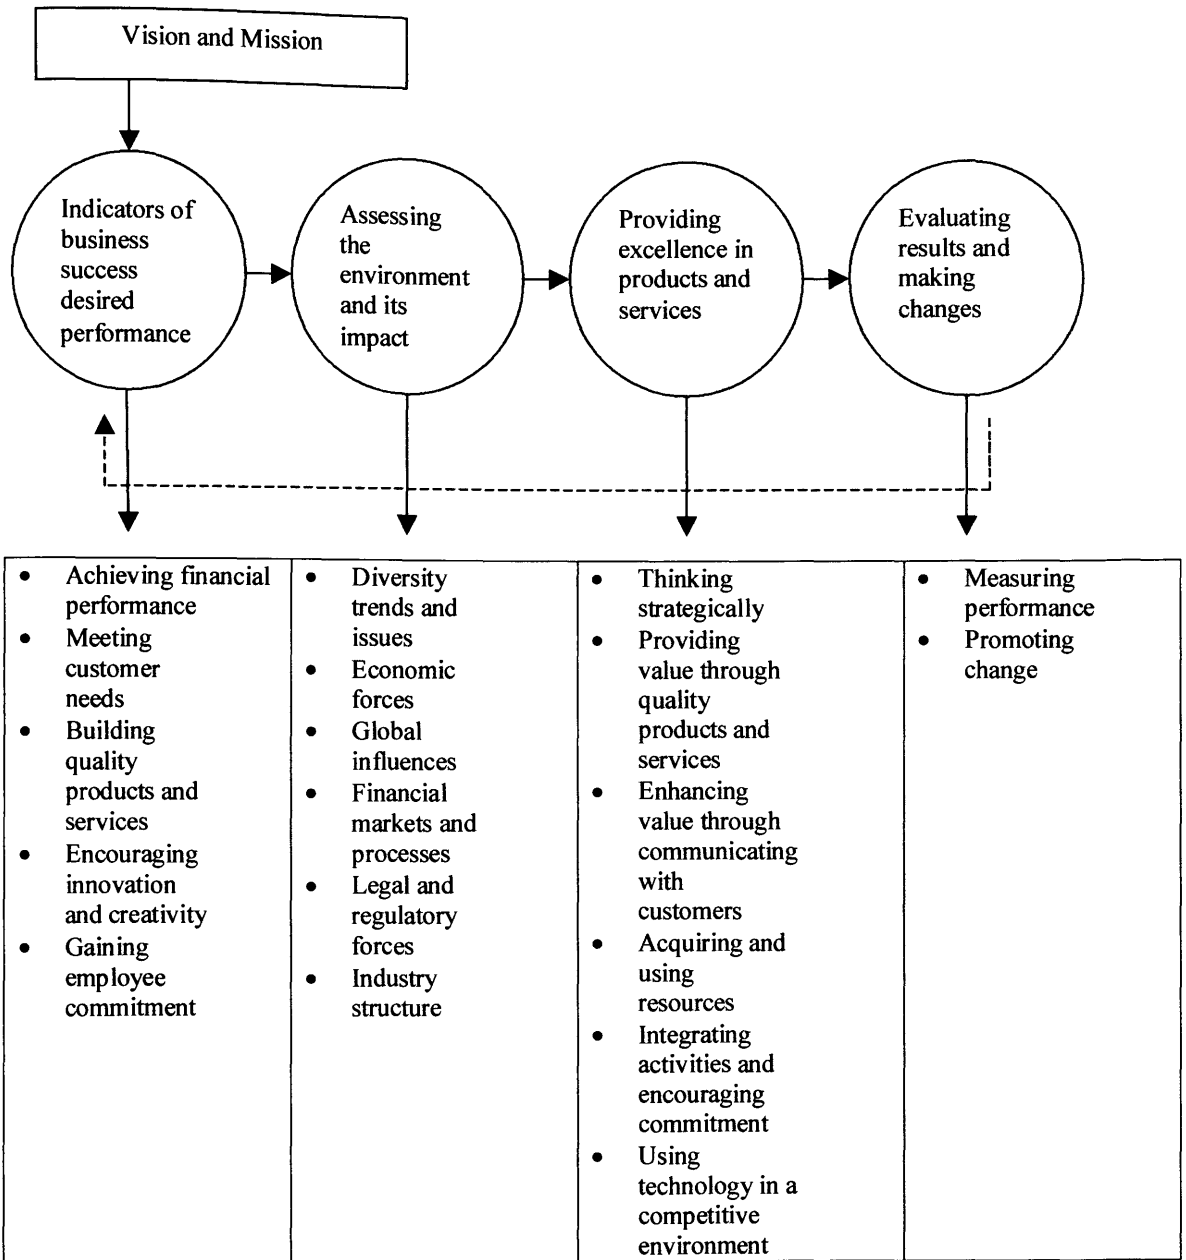 Vision and Mission
Indicators of
business
success
desired
performance
Assessing
the
environment
and its
impact
Providing
excellence in
products and
services
Evaluating
results and
making
changes
• Achieving financial
performance
• Meeting
customer
needs
• Building
quality
products and
services
• Encouraging
innovation
and creativity
• Gaining
employee
commitment
• Diversity
trends and
issues
• Economic
forces
• Global
influences
• Financial
markets and
processes
• Legal and
regulatory
forces
• Industry
structure
• Thinking
strategically
• Providing
value through
quality
products and
services
• Enhancing
value through
communicating
with
customers
• Acquiring and
using
resources
• Integrating
activities and
encouraging
commitment
• Using
technology in a
competitive
environment
• Measuring
performance
• Promoting
change